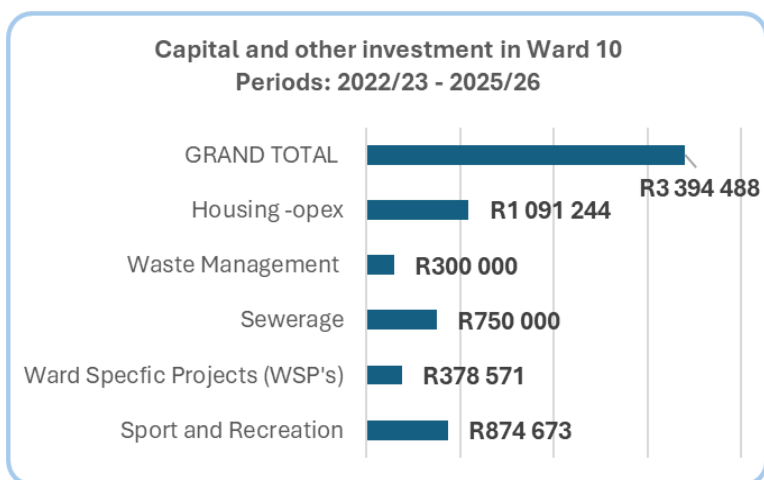 Capital and other investment in Ward 10
Periods: 2022/23 - 2025/26
GRAND TOTAL
R3 394 488
Housing -opex
R1 091 244
Waste Management
R300 000
Sewerage
R750 000
Ward Specfic Projects (WSP's)
R378 571
Sport and Recreation
R874 673